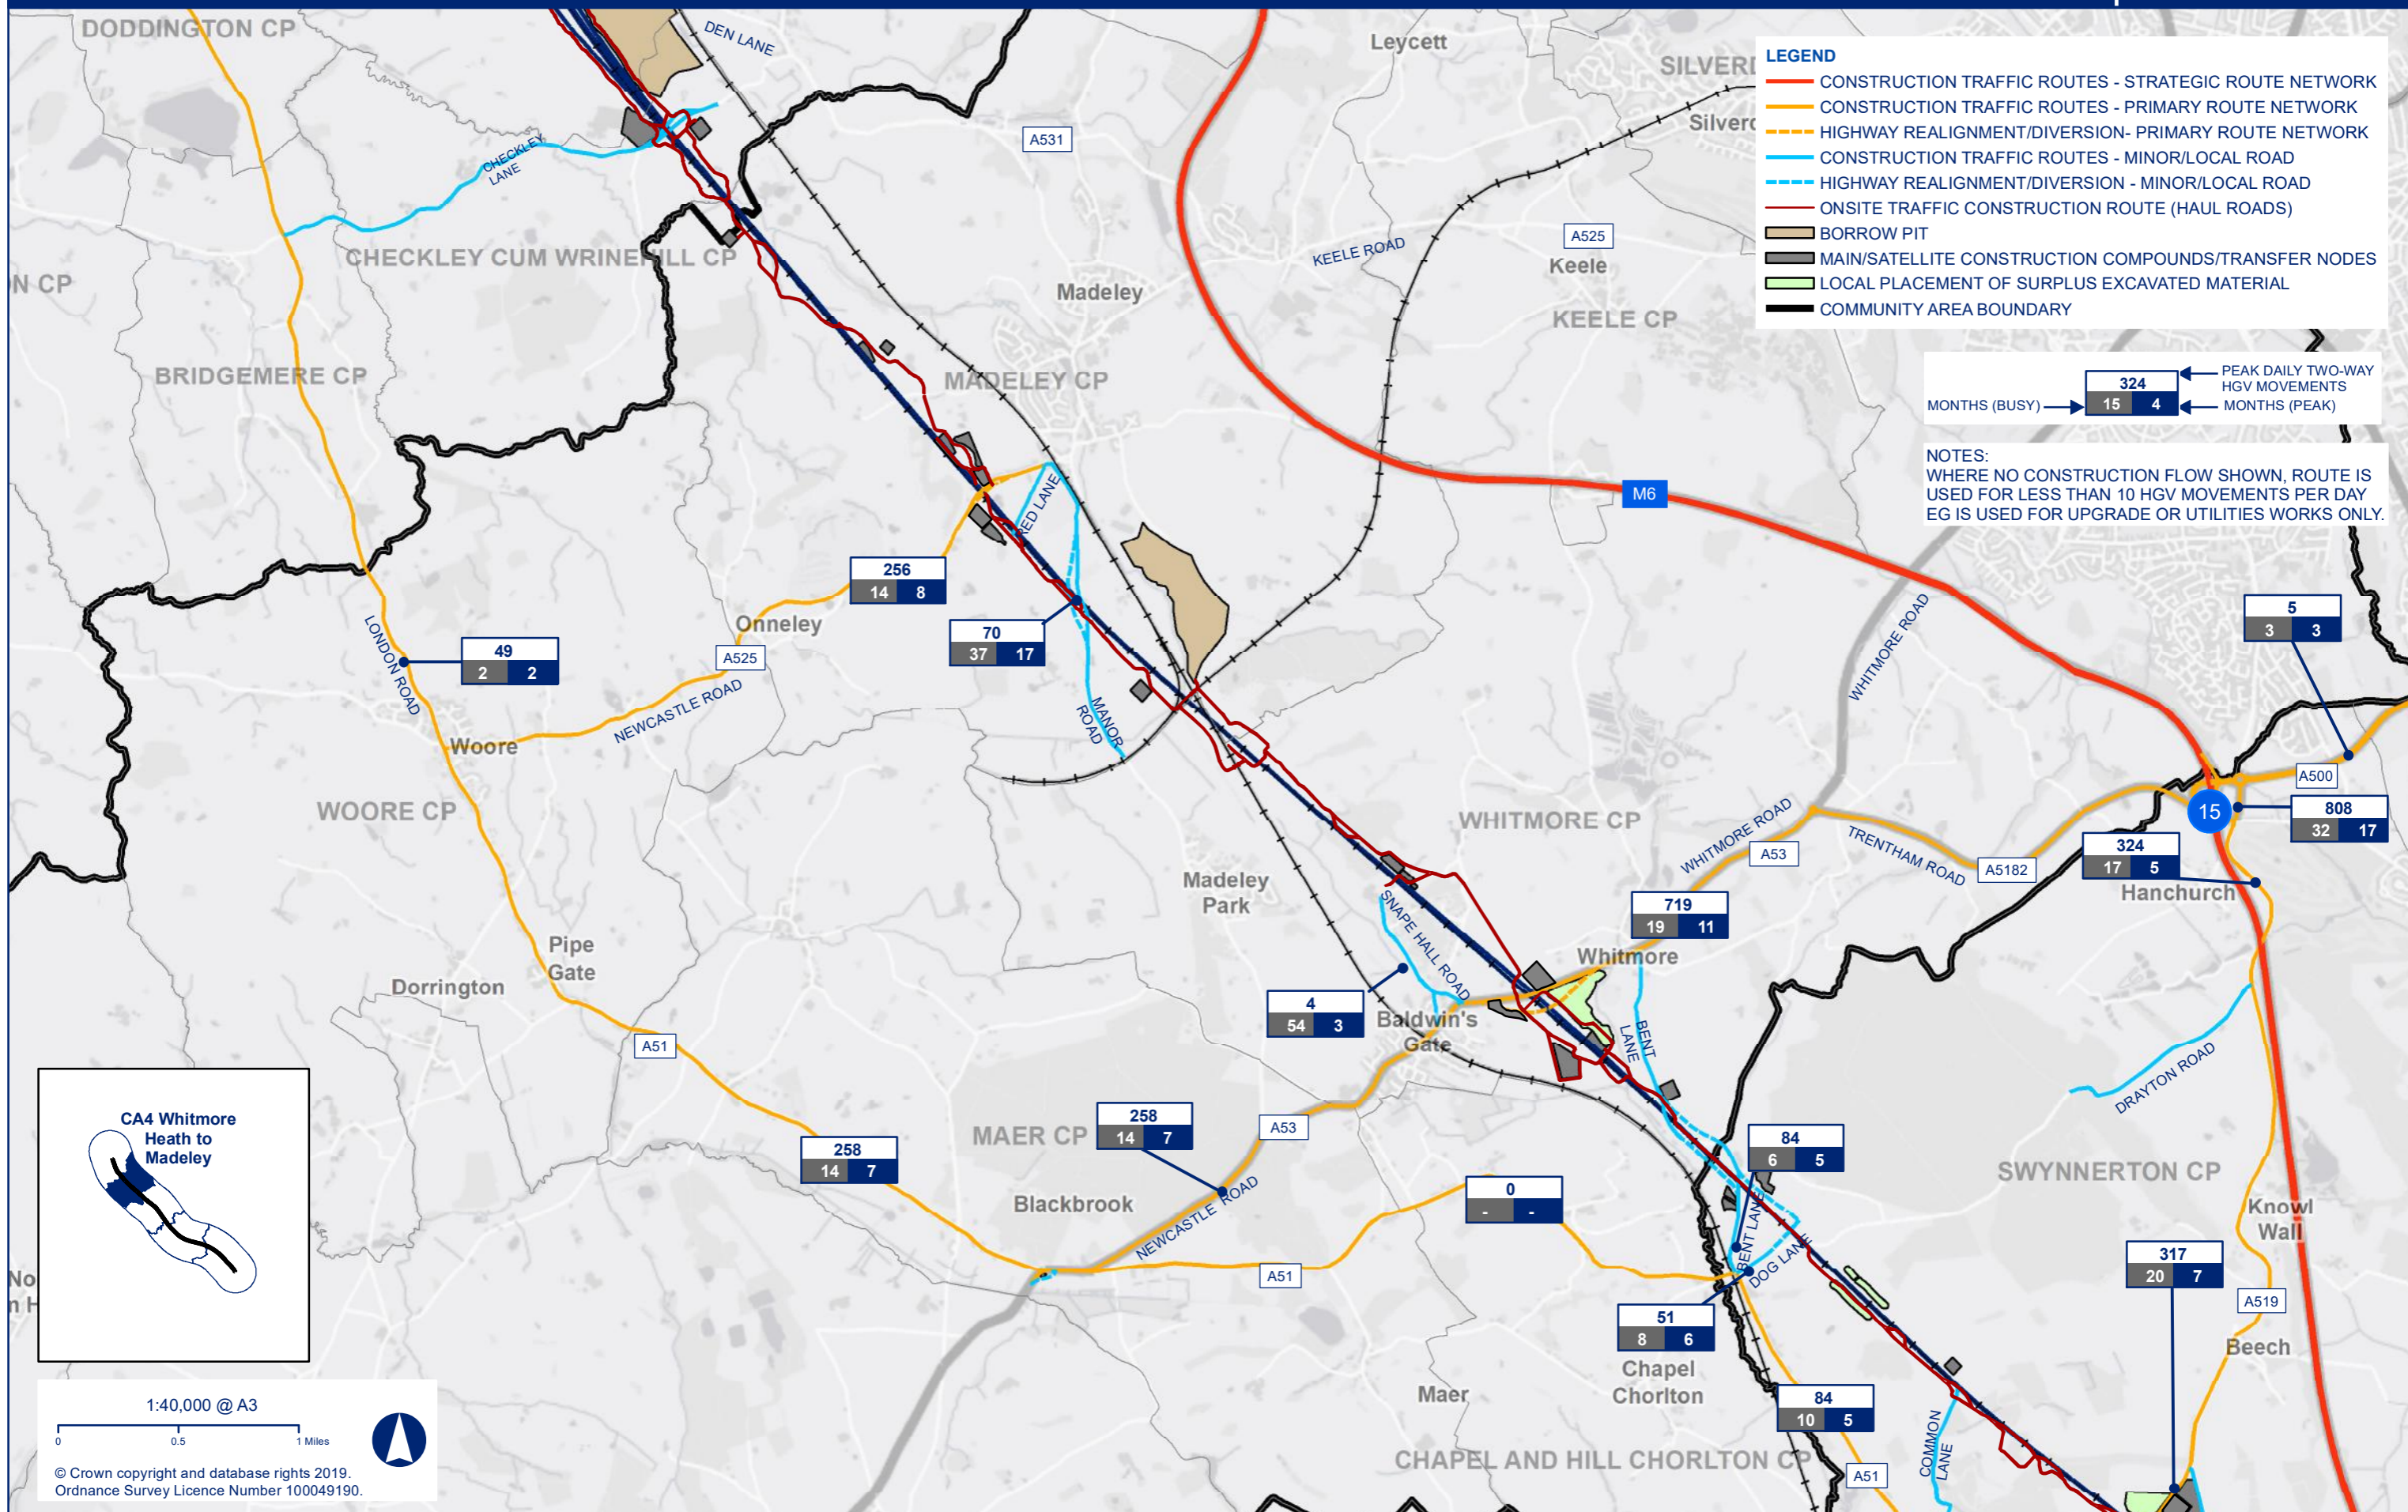 DODDINGTON CP
DEN LANE
Leycett
SILVERD
Silverd
LEGEND
CONSTRUCTION TRAFFIC ROUTES - STRATEGIC ROUTE NETWORK
CONSTRUCTION TRAFFIC ROUTES - PRIMARY ROUTE NETWORK
HIGHWAY REALIGNMENT/DIVERSION- PRIMARY ROUTE NETWORK
CONSTRUCTION TRAFFIC ROUTES - MINOR/LOCAL ROAD
HIGHWAY REALIGNMENT/DIVERSION - MINOR/LOCAL ROAD
ONSITE TRAFFIC CONSTRUCTION ROUTE (HAUL ROADS)
BORROW PIT
MAIN/SATELLITE CONSTRUCTION COMPOUNDS/TRANSFER NODES
LOCAL PLACEMENT OF SURPLUS EXCAVATED MATERIAL
COMMUNITY AREA BOUNDARY
A531
CHECKLEY
LANE
CHECKLEY CUM WRINEHILL CP
N CP
KEELE ROAD
A525
Keele
Madeley
KEELE CP
BRIDGEMERE CP
MADELEY CP
324
15 4
PEAK DAILY TWO-WAY
HGV MOVEMENTS
MONTHS (BUSY)
MONTHS (PEAK)
NOTES:
WHERE NO CONSTRUCTION FLOW SHOWN, ROUTE IS
USED FOR LESS THAN 10 HGV MOVEMENTS PER DAY
EG IS USED FOR UPGRADE OR UTILITIES WORKS ONLY.
M6
RED LANE
256
14 8
Onneley
70
37 17
LONDON ROAD
49
2 2
A525
NEWCASTLE ROAD
Woore
MANOR
ROAD
WHITMORE ROAD
5
3 3
A500
15
808
32 17
324
17 5
Hanchurch
WOORE CP
WHITMORE CP
WHITMORE ROAD
A53
TRENTHAM ROAD
A5182
Madeley
Park
SNAPE HALL ROAD
719
19 11
Whitmore
Pipe
Gate
Dorrington
4
54 3
Baldwin's
Gate
BENT
LANE
A51
DRAYTON ROAD
CA4 Whitmore
Heath to
Madeley
MAER CP
258
14 7
A53
258
14 7
84
6 5
SWYNNERTON CP
Blackbrook
NEWCASTLE ROAD
0
- -
Knowl
Wall
BENT LANE
DOG LANE
A51
317
20 7
A519
51
8 6
Beech
No
n H
Chapel
Chorlton
Maer
84
10 5
COMMON
LANE
CHAPEL AND HILL CHORLTON CP
A51
1:40,000 @ A3
0 0.5 1 Miles
© Crown copyright and database rights 2019.
Ordnance Survey Licence Number 100049190.